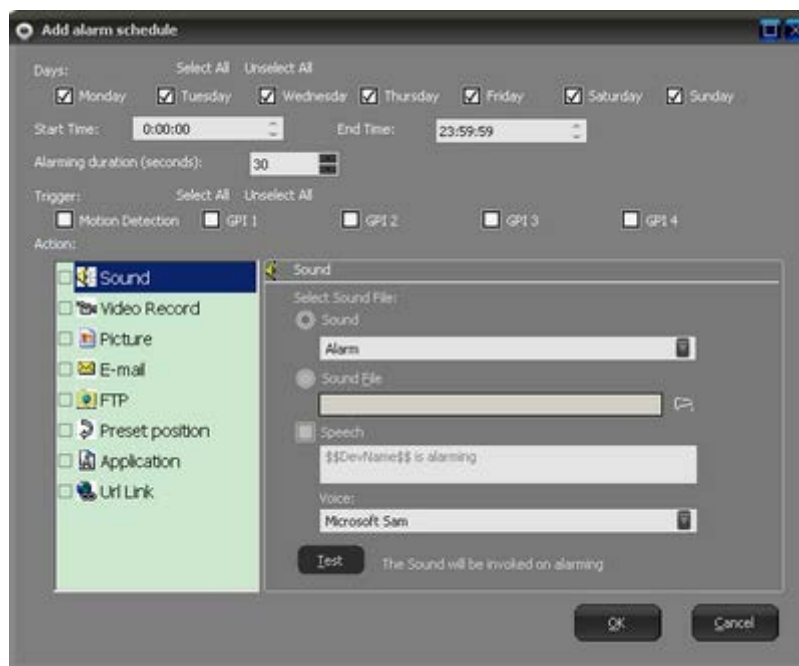 Add alarm schedule
Days: Select All Unselect All
Monday Tuesday Wednesday Thursday Friday Saturday Sunday
Start Time: 0:00:00 End Time: 23:59:59
Alarming duration (seconds): 30
Trigger: Select All Unselect All
Motion Detection GPI 1 GPI 2 GPI 3 GPI 4
Action:
Sound
Video Record
Picture
E-mail
FTP
Preset position
Application
Url Link
Sound
Select Sound File:
Sound
Alarm
Sound File
Speech
$$DevName$$ is alarming
Voice:
Microsoft Sam
Test The Sound will be invoked on alarming
OK Cancel